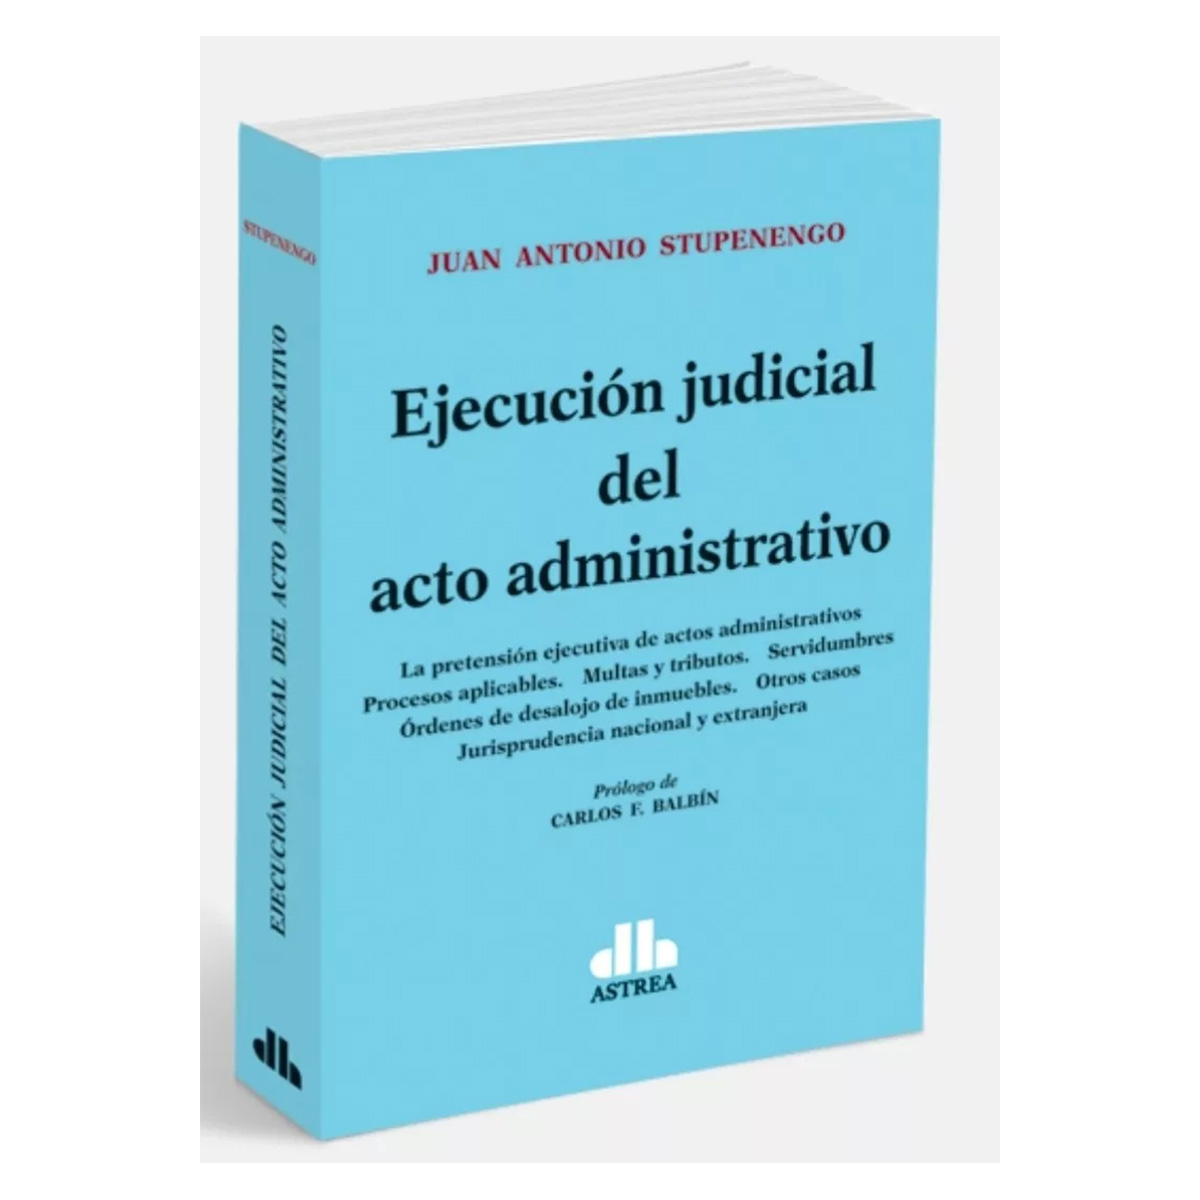 STUPENENGO
EJECUCIÓN JUDICIAL DEL ACTO ADMINISTRATIVO
JUAN ANTONIO STUPENENGO
Ejecución judicial
del
acto administrativo
La pretensión ejecutiva de actos administrativos
Procesos aplicables. Multas y tributos. Servidumbres
Órdenes de desalojo de inmuebles. Otros casos
Jurisprudencia nacional y extranjera
Prólogo de
CARLOS F. BALBÍN
ASTREA